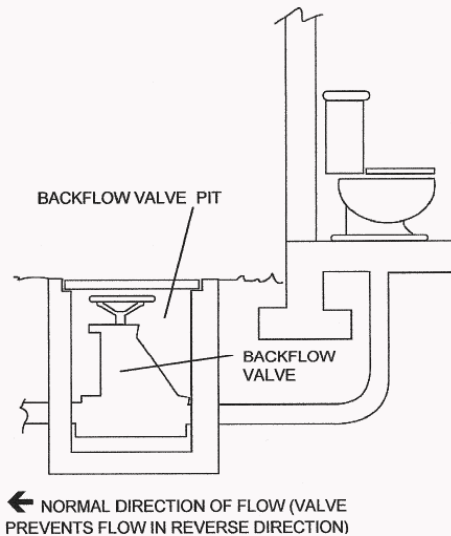 BACKFLOW VALVE PIT
BACKFLOW
VALVE
NORMAL DIRECTION OF FLOW (VALVE
PREVENTS FLOW IN REVERSE DIRECTION)